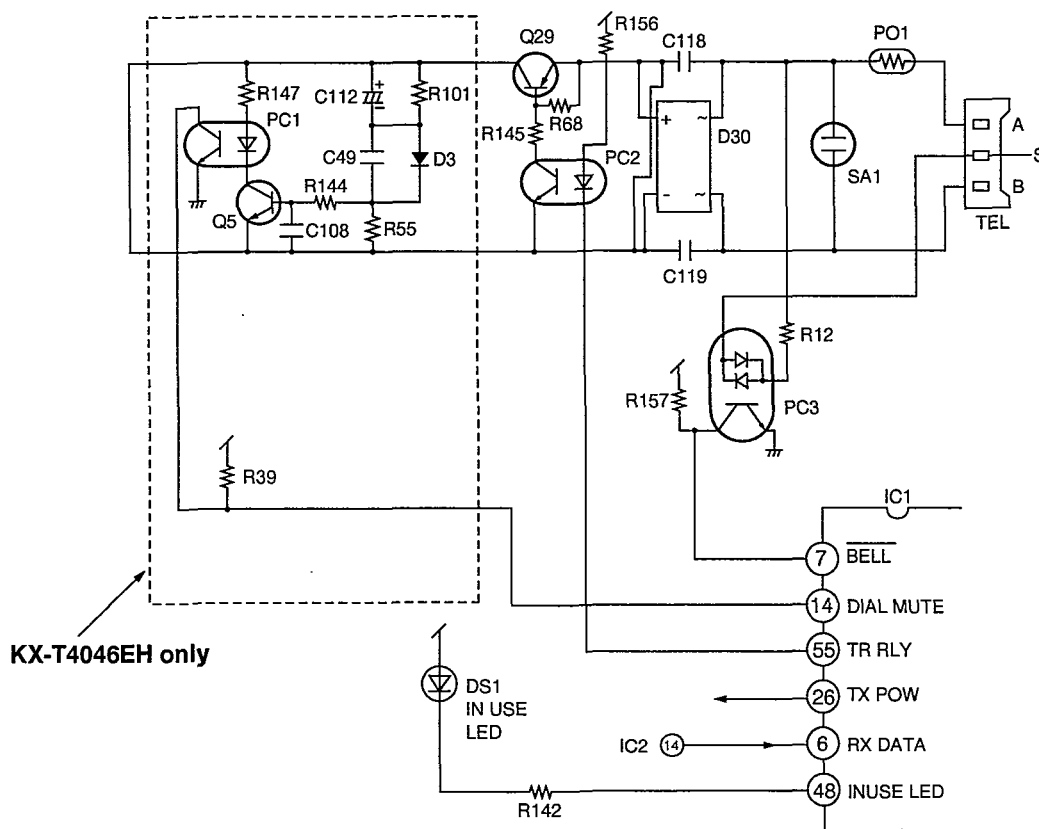 R156
Q29
C118
PO1
R147
C112
+
R101
PC1
R68
R145
C49
D3
PC2
+
~
D30
-
~
SA1
A
S
B
TEL
R144
Q5
C108
R55
C119
R12
R157
PC3
R39
IC1
7 BELL
14 DIAL MUTE
KX-T4046EH only
55 TR RLY
DS1
IN USE
LED
26 TX POW
IC2 14
6 RX DATA
R142
48 INUSE LED